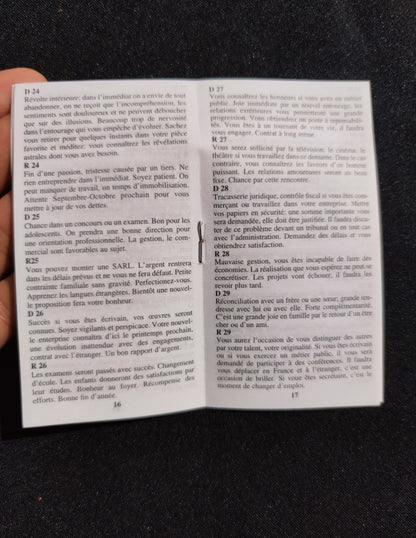 D 24
Révolte intérieure: dans l'immédiat on a envie de tout
abandonner, on ne reçoit que l'incompréhension, les
sentiments sont douloureux et ne peuvent déboucher
que sur des illusions. Beaucoup trop de nervosité
dans l'entourage qui vous empêche d'évoluer. Sachez
vous retirer pour quelques instants dans votre pièce
favorite et méditez; vous connaîtrez les révélations
astrales dont vous avez besoin.
R 24
Fin d'une passion, tristesse causée par un tiers. Ne
rien entreprendre dans l'immédiat. Soyez patient. On
peut manquer de travail, un temps d'immobilisation.
Attente Septembre-Octobre prochain pour vous
mettre à jour de vos dettes.
D 25
Chance dans un concours ou un examen. Bon pour les
adolescents. On prendra une bonne direction pour
une orientation professionnelle. La gestion, le com-
mercial sont favorables au sujet.
R25
Vous pouvez monter une SARL. L'argent rentrera
dans les délais prévus et ne vous fera défaut. Petite
contrainte familiale sans gravité. Perfectionnez-vous.
Apprenez les langues étrangères. Bientôt une nouvel-
le proposition fera votre bonheur.
D 26
Succès si vous êtes écrivain, vos œuvres seront
connues. Soyez vigilants et perspicace. Votre nouvel-
le enterprise connaîtra d'ici le printemps prochain,
une évolution inattendue avec des engagements,
contrat avec l'étranger. Un bon rapport d'argent.
R 26
Les examens seront passés avec succès. Changement
d'école. Les enfants donneront des satisfactions par
leur études. Bonheur au foyer. Récompense des
efforts. Bonne fin d'année.
16
D 27
Vous connaîtrez les honneurs si vous avez un métier
public. Joie immédiate par un nouvel entourage, les
relations extérieures vous permettront une grande
progression. Vous obtiendrez un poste à responsabili-
tés. Vous êtes à un tournant de votre vie, il faudra
vous engager. Contrat à long terme.
R 27
Vous serez sollicité par la télévision, le cinéma, le
théâtre si vous travaillez dans ce domaine. Dans le cas
contraire, vous connaîtrez les faveurs d'un homme
puissant. Les relations amoureuses seront au beau
fixe. Chance par cette rencontre.
D 28
Tracasserie juridique, contrôle fiscal si vous êtes com-
merçant ou travaillez dans votre entreprise. Mettre
vos papiers en sécurité: une somme importante vous
sera demandée, elle doit être justifiée. Il faudra discu-
ter de ce problème devant un tribunal ou en tout cas
avec l'administration. Demandez des délais et vous
obtiendrez satisfaction.
R 28
Mauvaise gestion, vous êtes incapable de faire des
économies. La réalisation que vous espérez ne peut se
concrétiser. Les projets vont échouer, il faudra les
revoir plus tard.
D 29
Réconciliation avec un frère ou une sœur, grande sen-
dresse avec lui ou avec elle. Forte complémentarité.
C'est une grande joie en famille par le retour d'un être
cher ou d'un ami.
R 29
Vous aurez l'occasion de vous distinguer des autres
par votre talent, votre originalité. Si vous êtes écrivain
ou si vous exercez un métier public, il vous sera
demandé de participer à des conférences. Il faudra
vous déplacer en France et à l'étranger, c'est une
occasion de briller. Si vous êtes secrétaire, c'est le
moment de changer d'emploi.
17